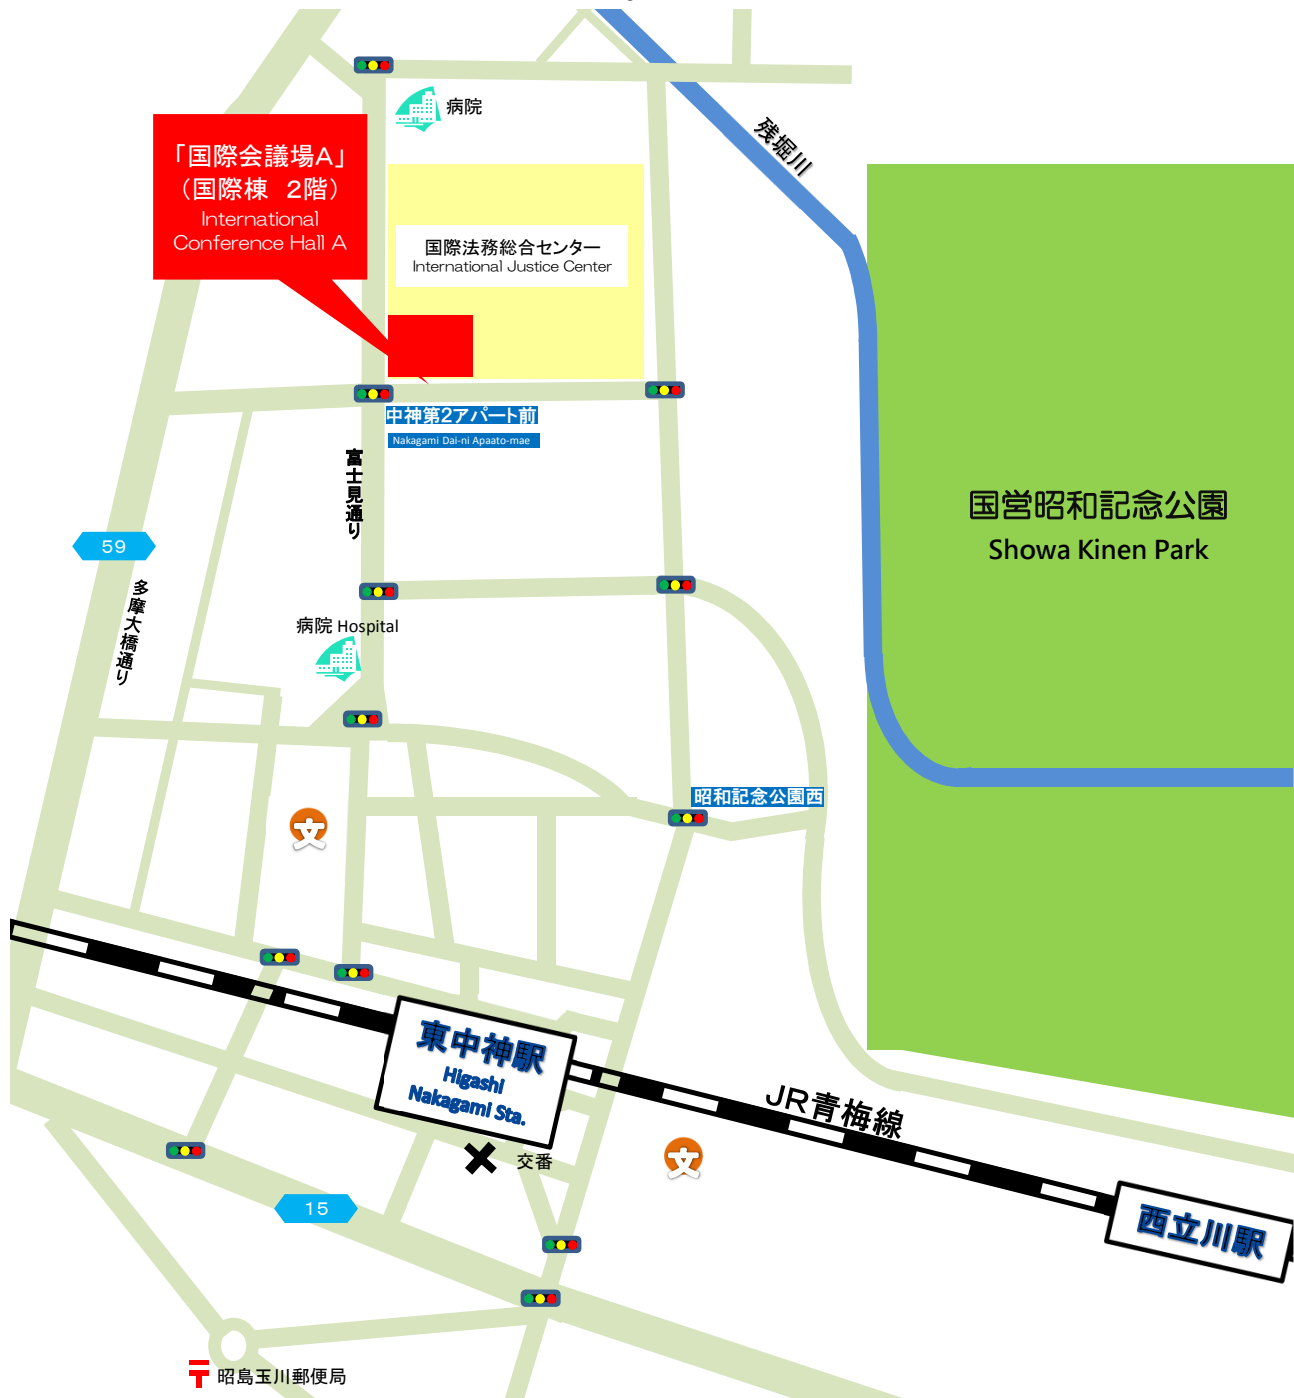 病院
残堀川
「国際会議場A」
（国際棟　2階）
International
Conference Hall A
国際法務総合センター
International Justice Center
中神第2アパート前
Nakagami Dai-ni Apaato-mae
富士見通り
国営昭和記念公園
Showa Kinen Park
59
多摩大橋通り
病院 Hospital
昭和記念公園西
文
東中神駅
Higashi
Nakagami Sta.
JR青梅線
文
交番
15
西立川駅
昭島玉川郵便局